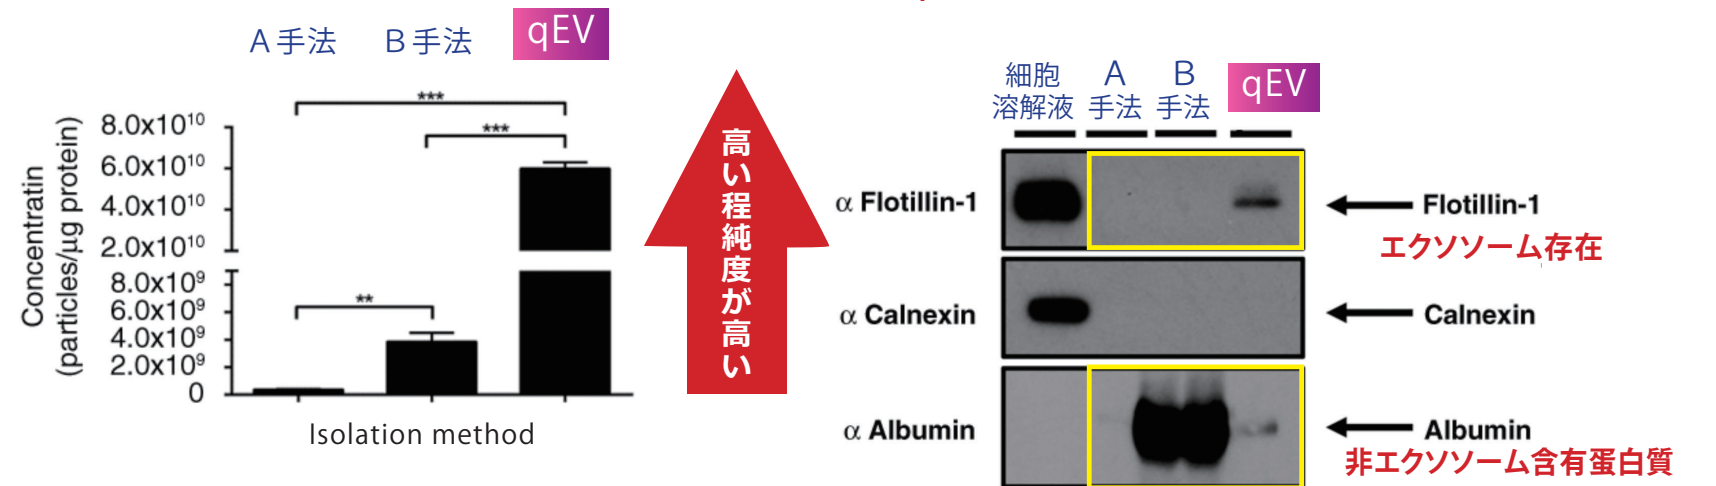 A手法
B手法
qEV
***
***
**
Concentratin
(particles/μg protein)
8.0x10¹⁰
6.0x10¹⁰
4.0x10¹⁰
2.0x10¹⁰
8.0x10⁹
6.0x10⁹
4.0x10⁹
2.0x10⁹
0
Isolation method
高い程純度が高い
細胞
溶解液
A
手法
B
手法
qEV
α Flotillin-1
Flotillin-1
エクソソーム存在
α Calnexin
Calnexin
α Albumin
Albumin
非エクソソーム含有蛋白質